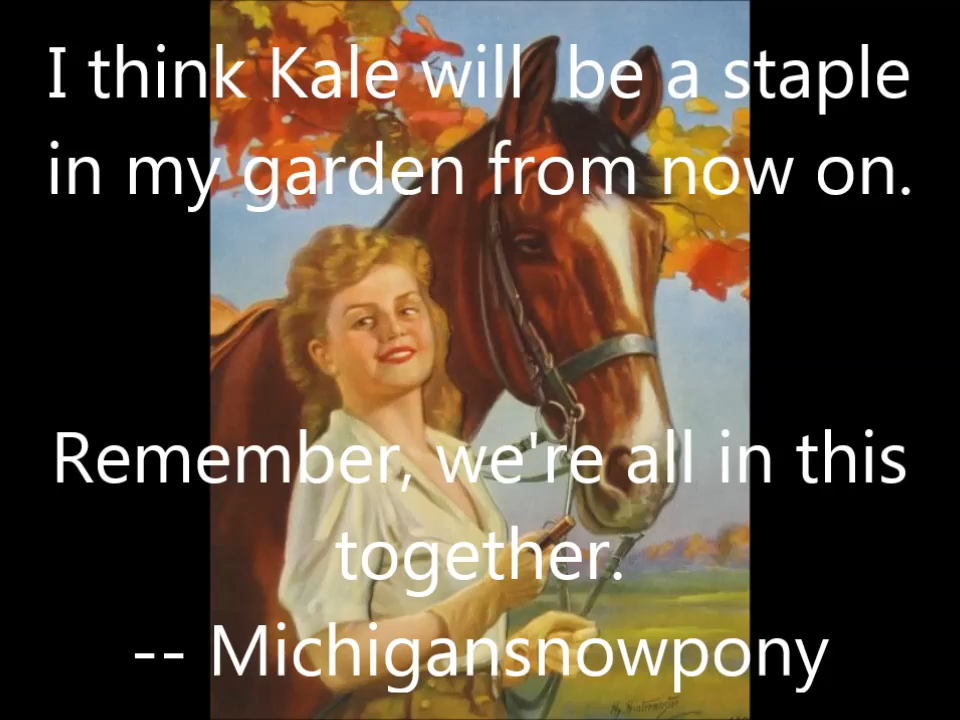 I think Kale will  be a staple
in my garden from now on.
Remember, we're all in this
together.
-- Michigansnowpony